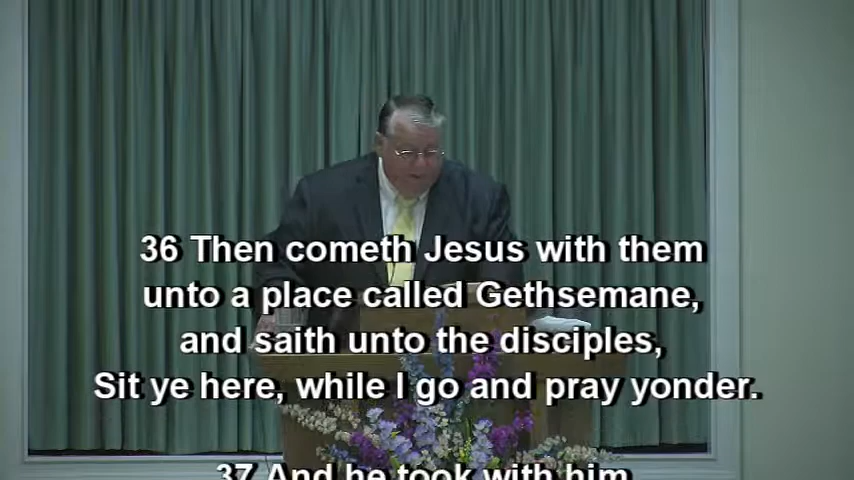 36 Then cometh Jesus with them
unto a place called Gethsemane,
and saith unto the disciples,
Sit ye here, while I go and pray yonder.
37 And he took with him